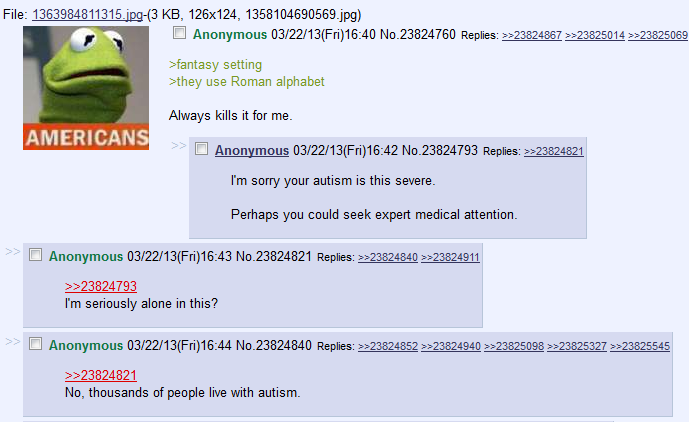 File: 1363984811315.jpg-(3 KB, 126x124, 1358104690569.jpg)
AMERICANS
Anonymous 03/22/13(Fri)16:40 No.23824760 Replies: >>23824867 >>23825014 >>23825069
>fantasy setting
>they use Roman alphabet
Always kills it for me.
>> Anonymous 03/22/13(Fri)16:42 No.23824793 Replies: >>23824821
I'm sorry your autism is this severe.
Perhaps you could seek expert medical attention.
>> Anonymous 03/22/13(Fri)16:43 No.23824821 Replies: >>23824840 >>23824911
>>23824793
I'm seriously alone in this?
>> Anonymous 03/22/13(Fri)16:44 No.23824840 Replies: >>23824852 >>23824940 >>23825098 >>23825327 >>23825545
>>23824821
No, thousands of people live with autism.